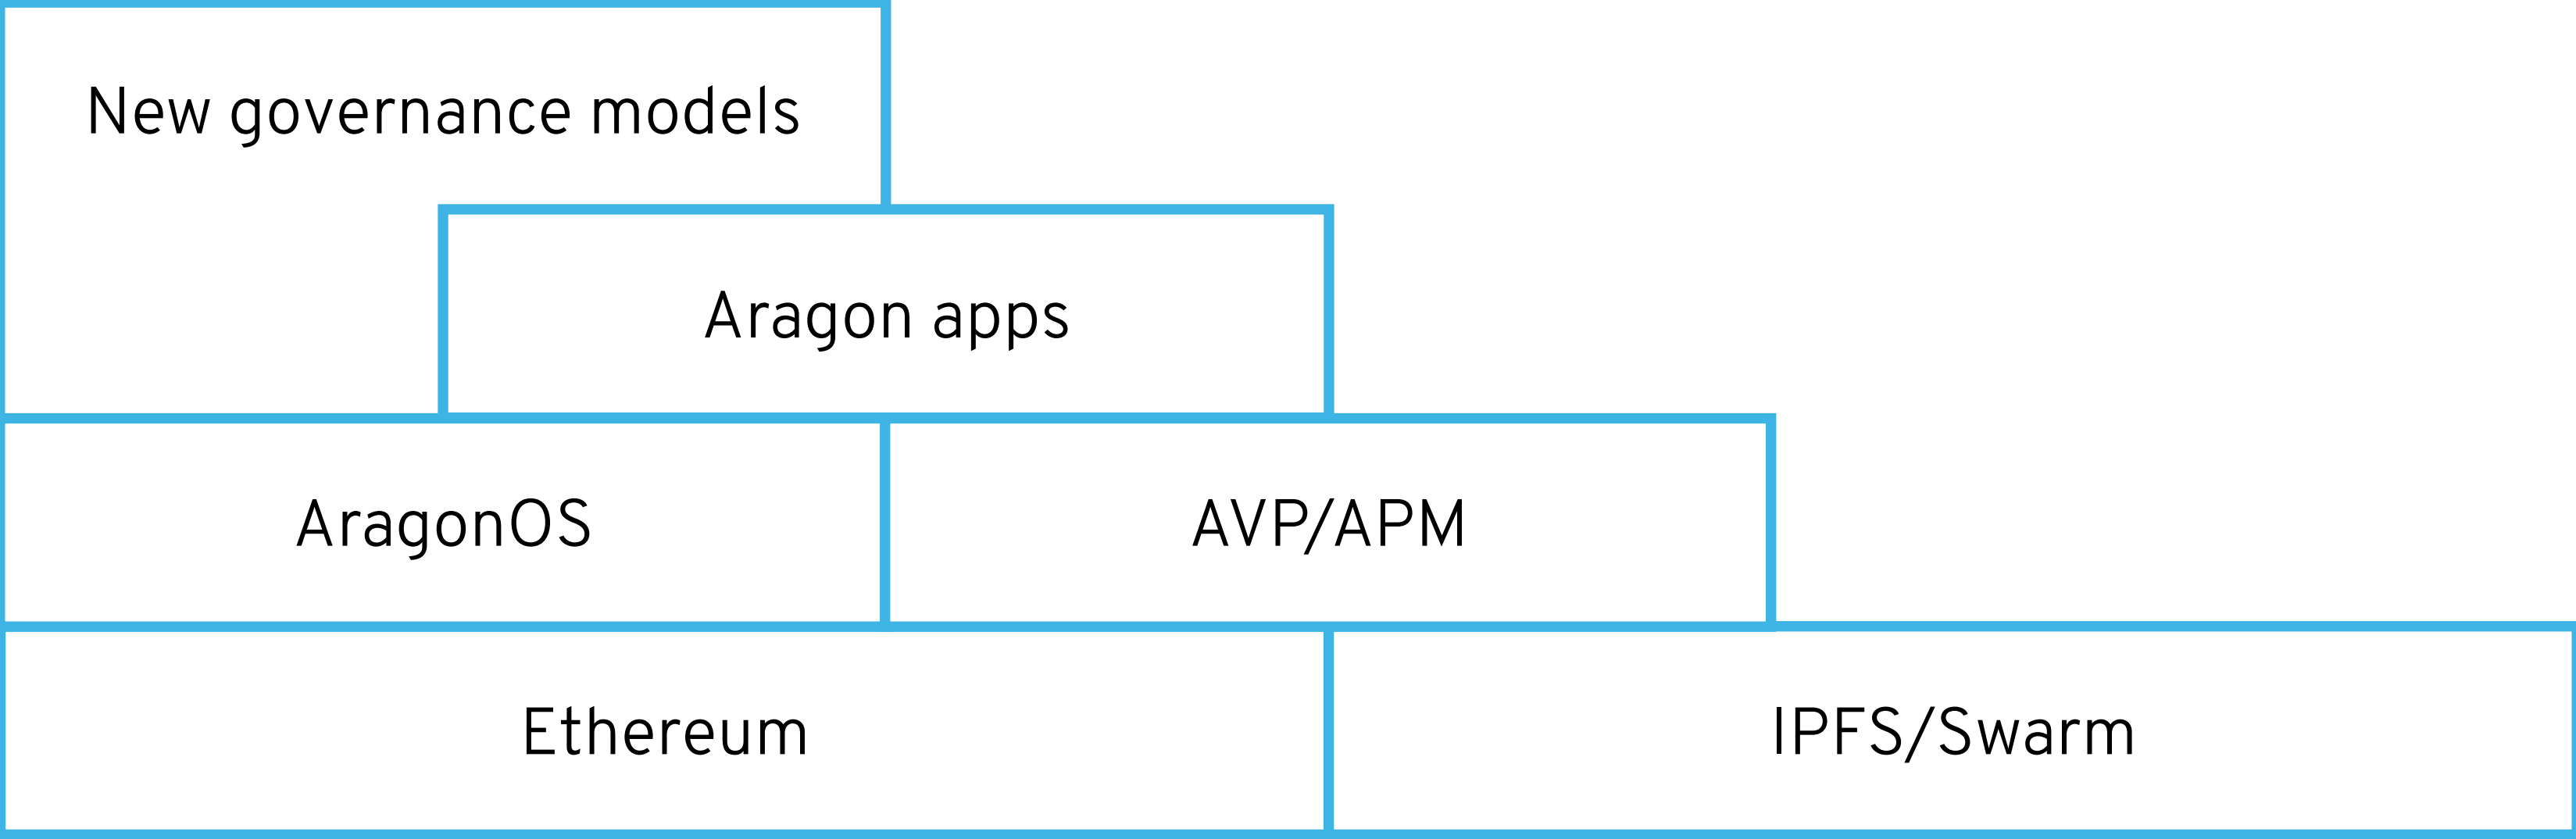 New governance models
Aragon apps
AragonOS
AVP/APM
Ethereum
IPFS/Swarm